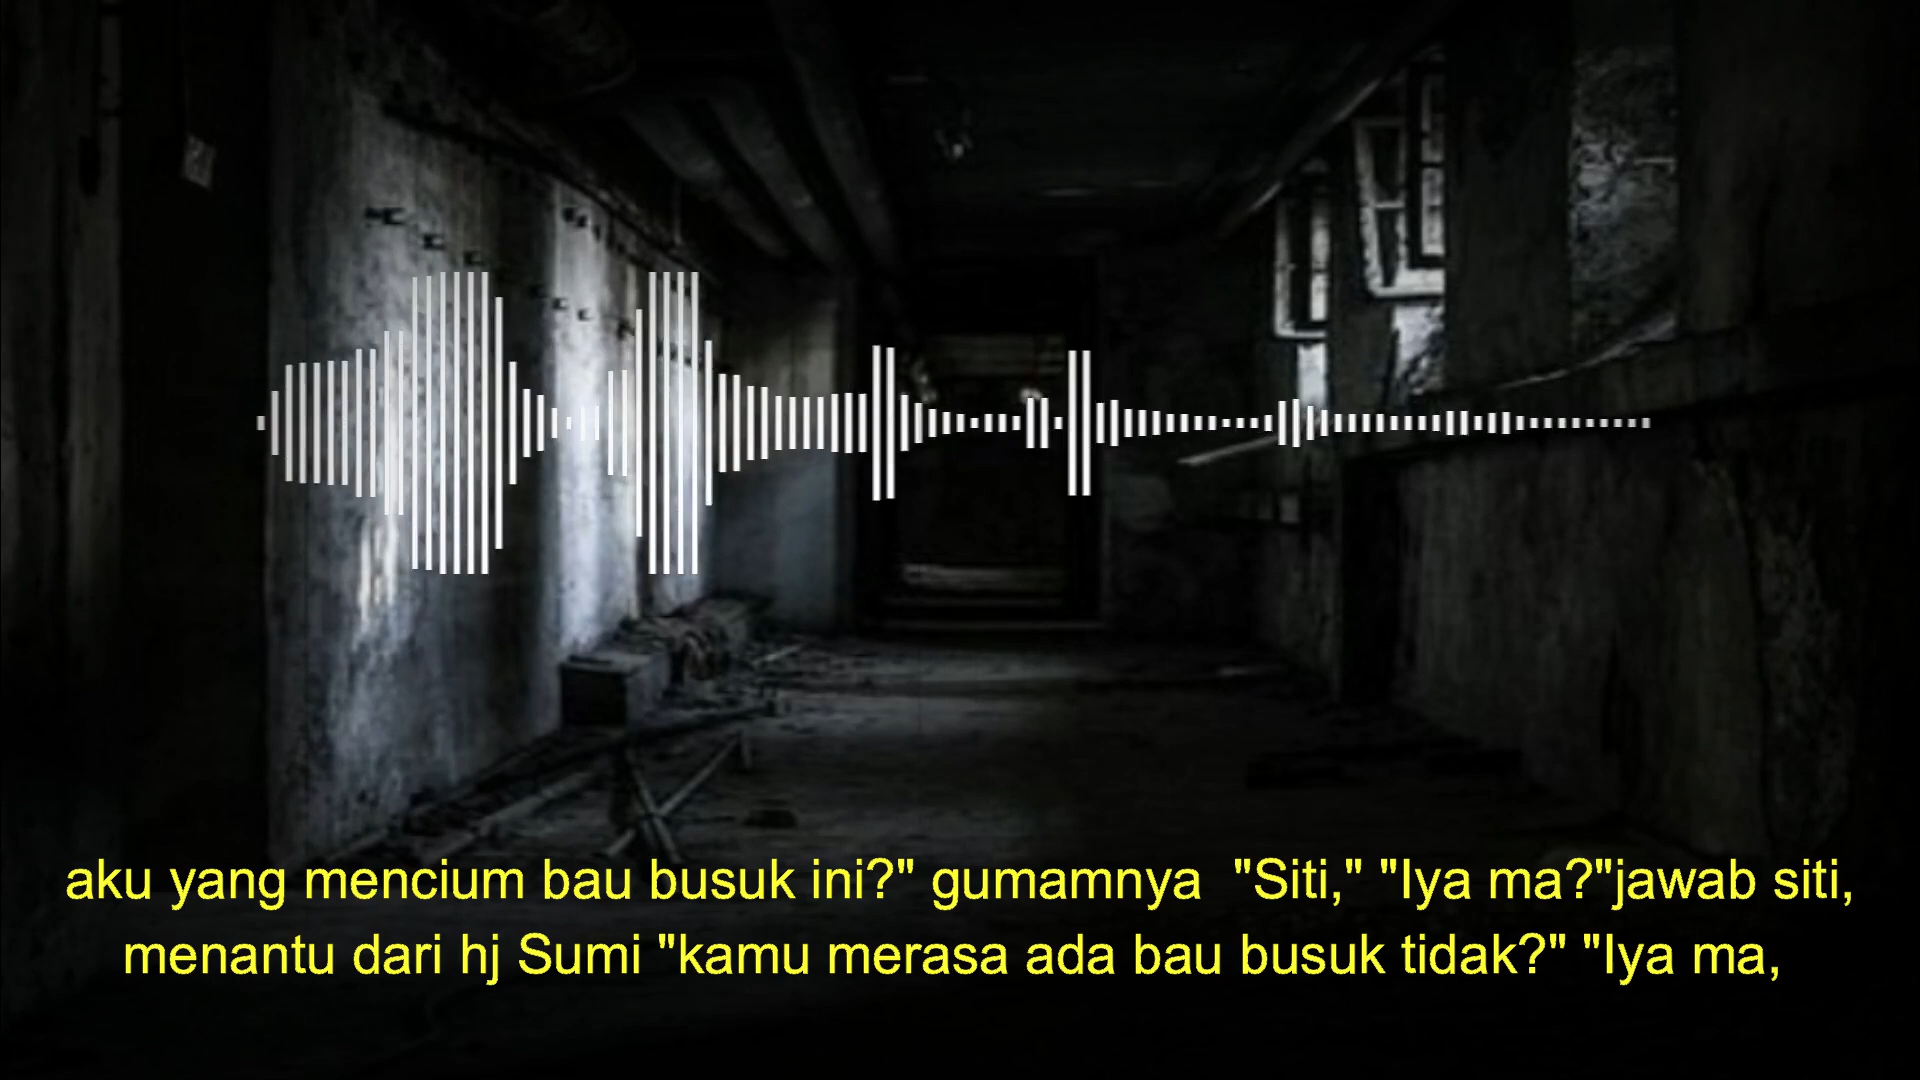 aku yang mencium bau busuk ini?" gumamnya  "Siti," "Iya ma?"jawab siti,
menantu dari hj Sumi "kamu merasa ada bau busuk tidak?" "Iya ma,